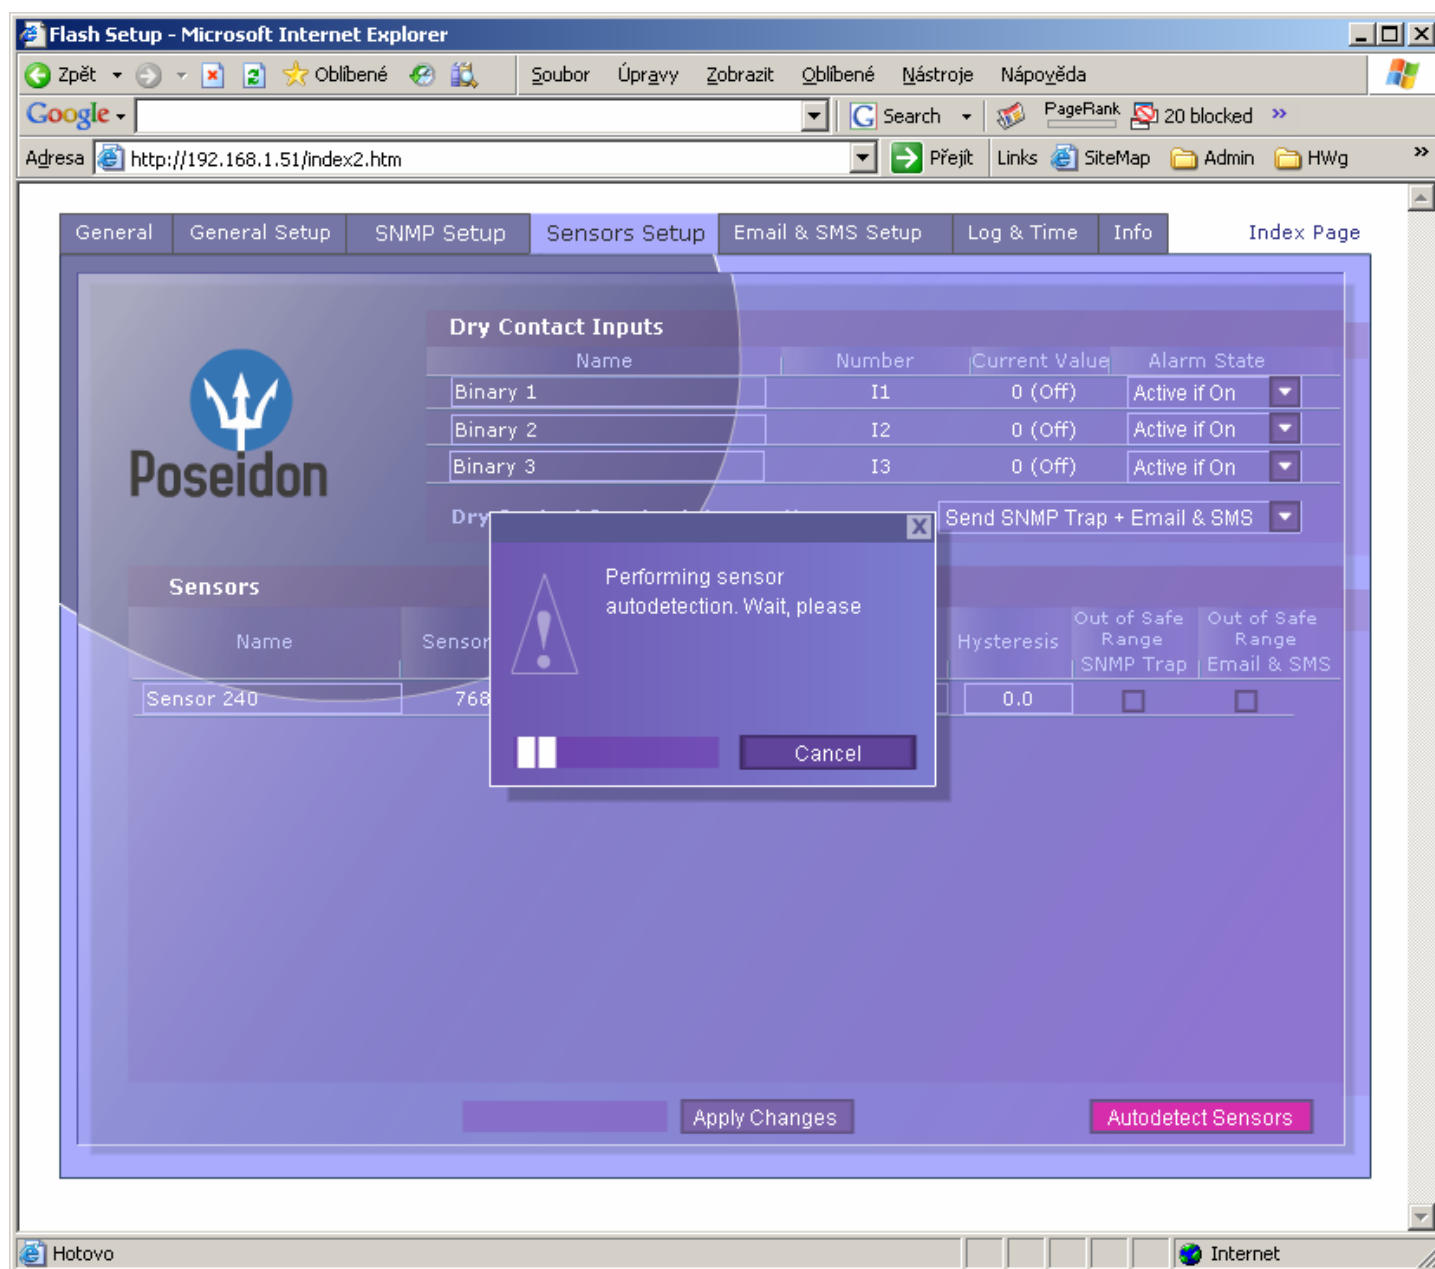 Flash Setup - Microsoft Internet Explorer
Zpět Oblíbené Soubor Úpravy Zobrazit Oblíbené Nástroje Nápověda
Google Search PageRank 20 blocked »
Adresa http://192.168.1.51/index2.htm Přejít Links SiteMap Admin HWg »
General General Setup SNMP Setup Sensors Setup Email & SMS Setup Log & Time Info Index Page
Dry Contact Inputs
Name Number Current Value Alarm State
Binary 1 I1 0 (Off) Active if On
Binary 2 I2 0 (Off) Active if On
Binary 3 I3 0 (Off) Active if On
Poseidon
Dry Send SNMP Trap + Email & SMS
X
Performing sensor
autodetection. Wait, please
Cancel
Sensors
Name Sensor Hysteresis Out of Safe Range SNMP Trap Out of Safe Range Email & SMS
Sensor 240 768 0.0
Apply Changes Autodetect Sensors
Hotovo Internet